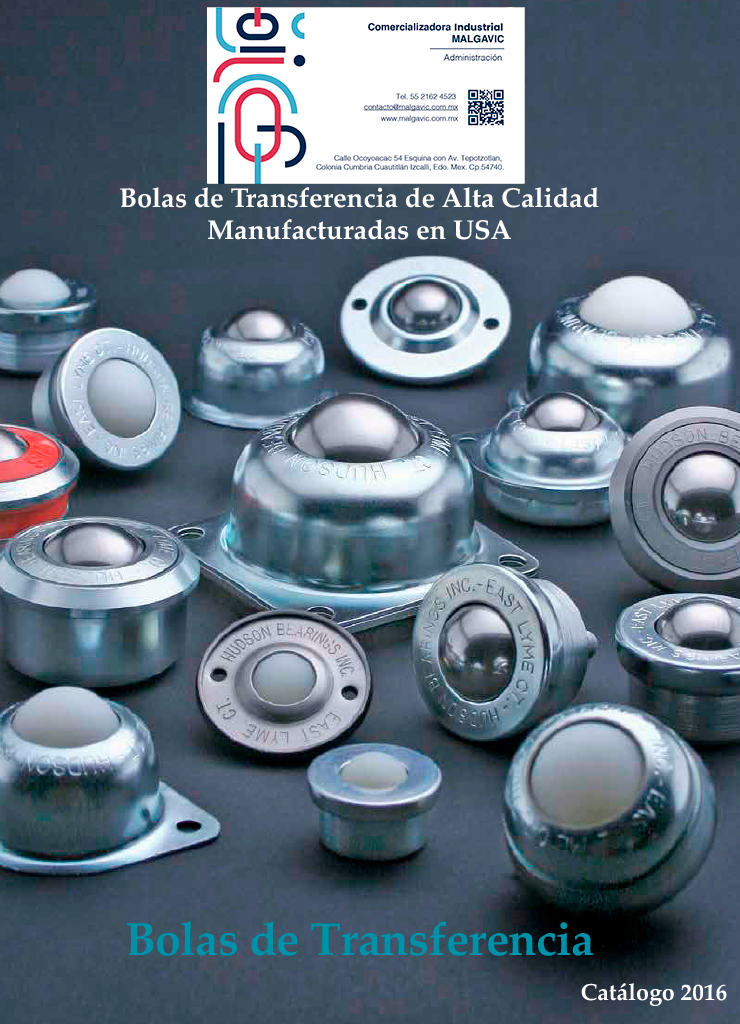 Comercializadora Industrial
MALGAVIC
Administración
Tel. 55 2162 4523
contacto@malgavic.com.mx
www.malgavic.com.mx
Calle Ocoyoacac 54 Esquina con Av. Tepotzotlan,
Colonia Cumbria Cuautitlán Izcalli, Edo. Mex. Cp.54740.
Bolas de Transferencia de Alta Calidad
Manufacturadas en USA
HUDSON BEARINGS INC.
EAST LYME, CT.
BEARINGS INC.-EAST LYME CT.-HUDSON
HUDSON
Bolas de Transferencia
Catálogo 2016